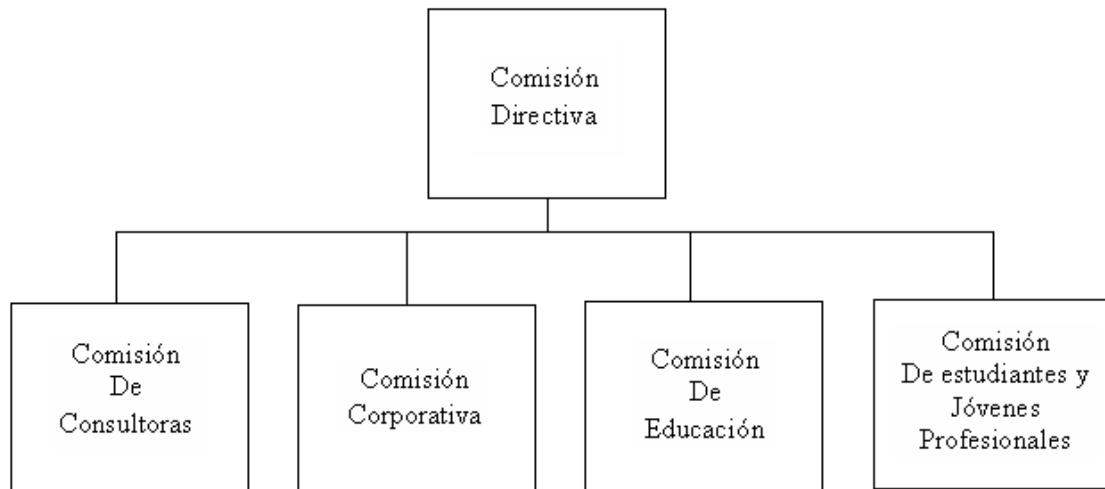 Comisión
Directiva
Comisión
De
Consultoras
Comisión
Corporativa
Comisión
De
Educación
Comisión
De estudiantes y
Jóvenes
Profesionales